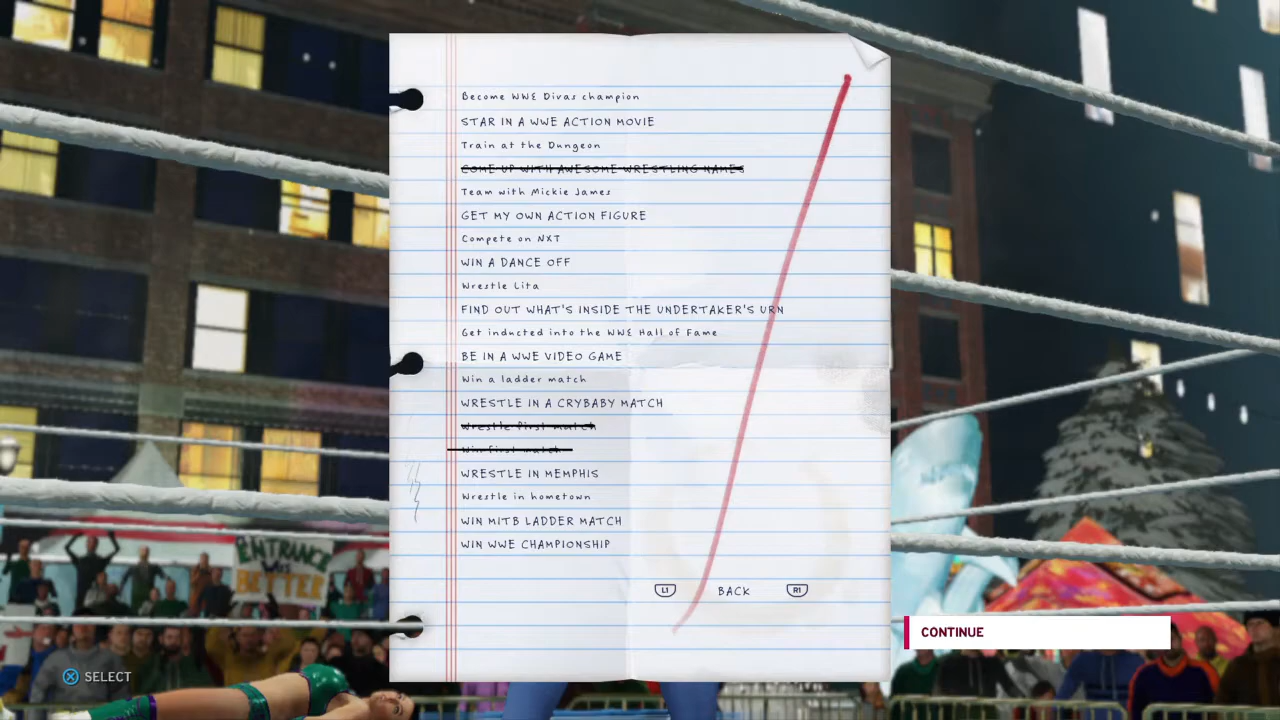 Become WWE Divas champion
STAR IN A WWE ACTION MOVIE
Train at the Dungeon
COME UP WITH AWESOME WRESTLING NAMES
Team with Mickie James
GET MY OWN ACTION FIGURE
Compete on NXT
WIN A DANCE OFF
Wrestle Lita
FIND OUT WHAT'S INSIDE THE UNDERTAKER'S URN
Get inducted into the WWE Hall of Fame
BE IN A WWE VIDEO GAME
Win a ladder match
WRESTLE IN A CRYBABY MATCH
Wrestle first match
Win first match
WRESTLE IN MEMPHIS
Wrestle in hometown
WIN MITB LADDER MATCH
WIN WWE CHAMPIONSHIP
L1 BACK R1
CONTINUE
SELECT
ENTRANCE
WAS
BETTER